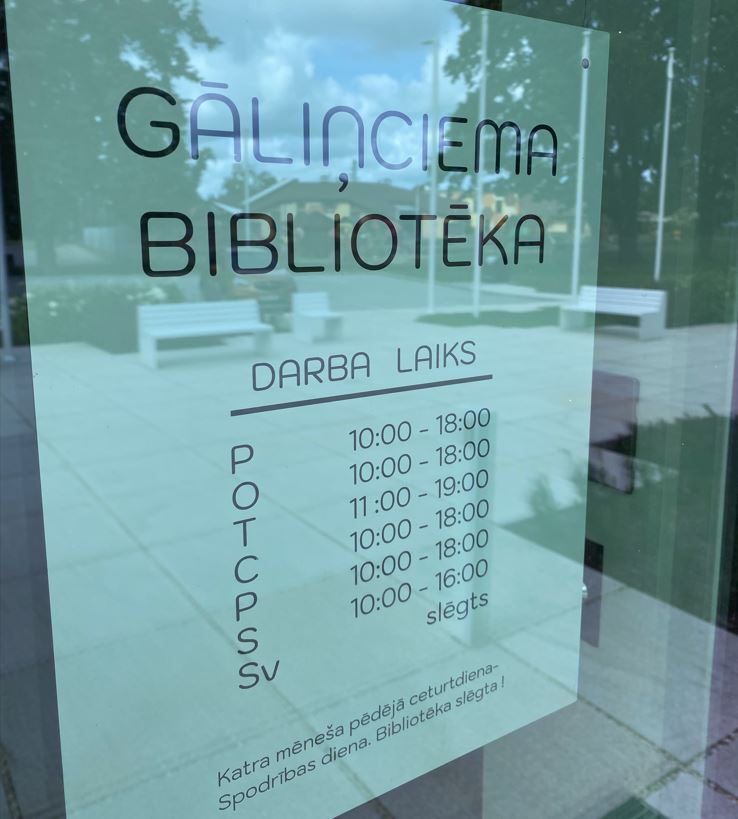 GĀLIŅCIEMA
BIBLIOTĒKA
DARBA LAIKS
P 10:00 - 18:00
O 10:00 - 18:00
T 11:00 - 19:00
C 10:00 - 18:00
P 10:00 - 18:00
S 10:00 - 16:00
Sv slēgts
Katra mēneša pēdējā ceturtdiena-
Spodrības diena. Bibliotēka slēgta !